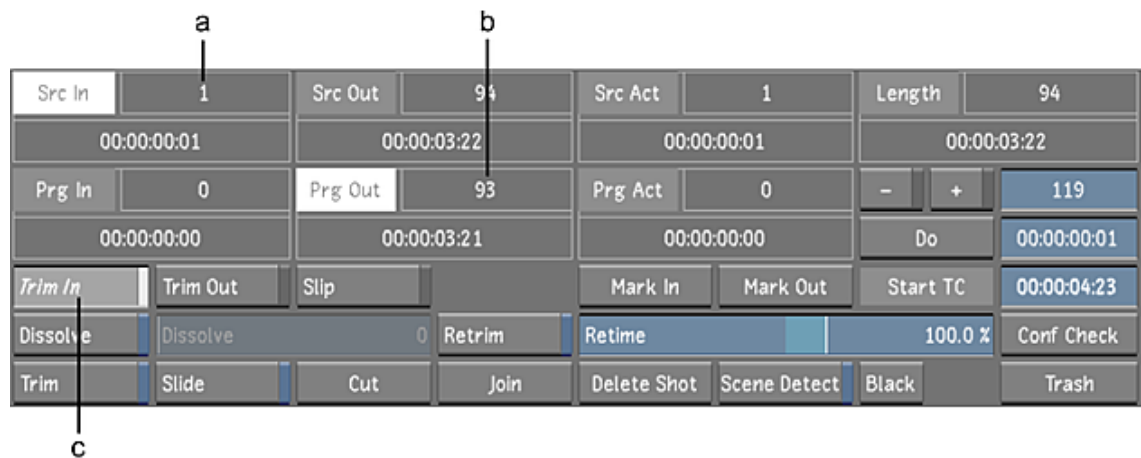 a b
Src In 1 Src Out 94 Src Act 1 Length 94
00:00:00:01 00:00:03:22 00:00:00:01 00:00:03:22
Prg In 0 Prg Out 93 Prg Act 0 - + 119
00:00:00:00 00:00:03:21 00:00:00:00 Do 00:00:00:01
Trim In Trim Out Slip Mark In Mark Out Start TC 00:00:04:23
Dissolve Dissolve 0 Retrim Retime 100.0 % Conf Check
Trim Slide Cut Join Delete Shot Scene Detect Black Trash
c